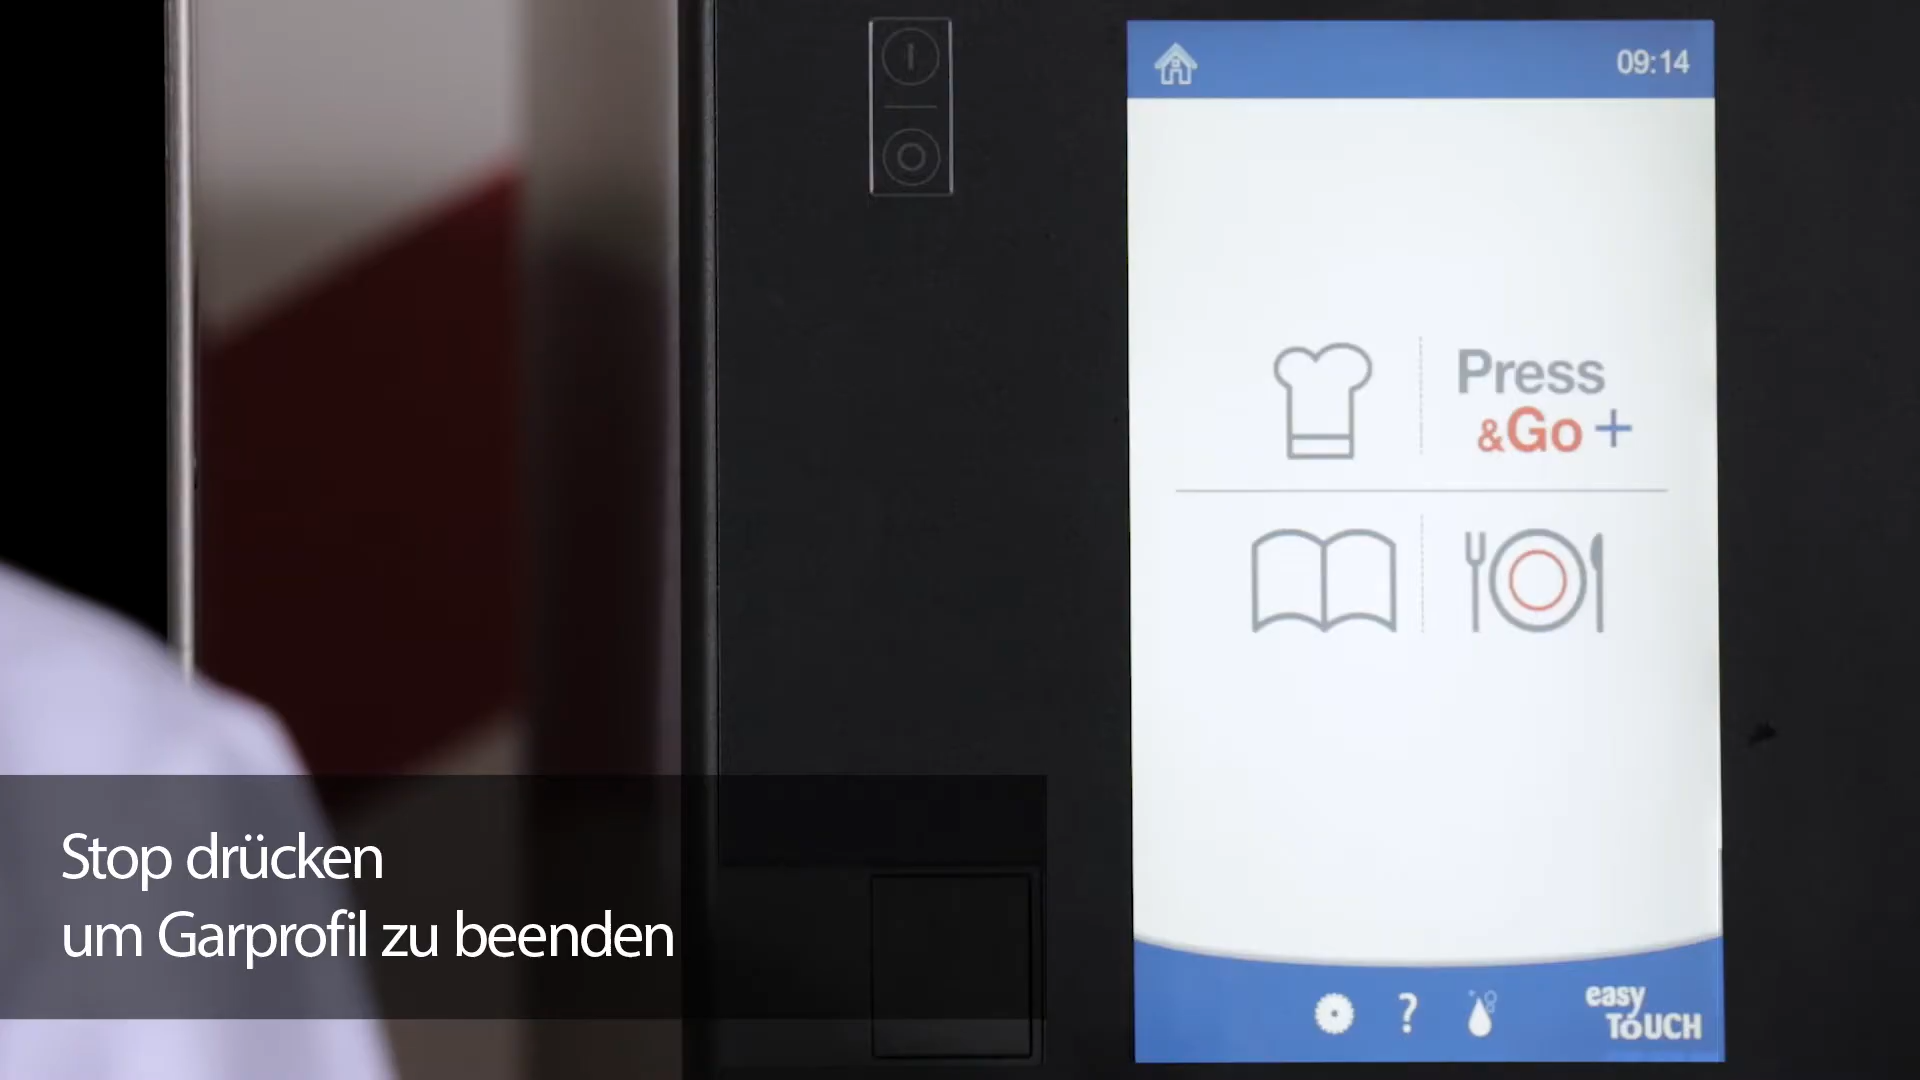 09:14
Press
&Go +
Stop drücken
um Garprofil zu beenden
?
easy
ToUCH